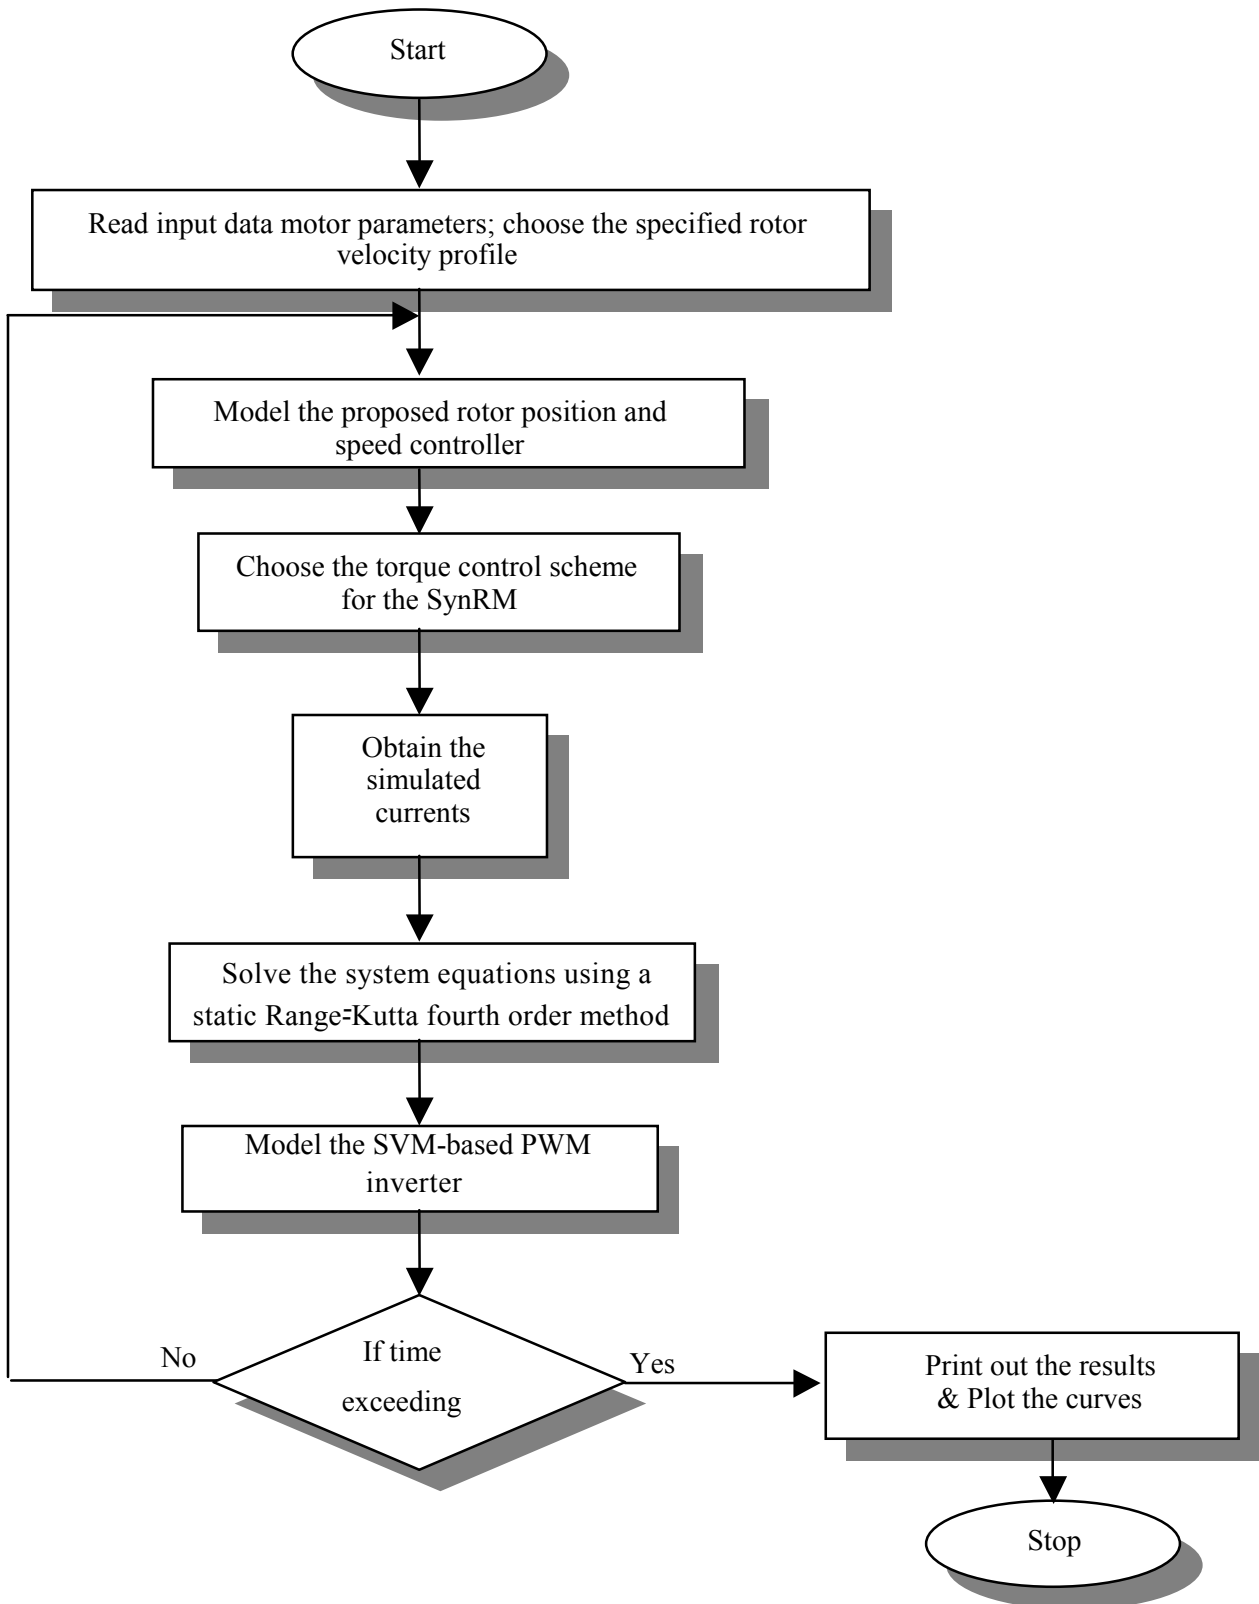 Start
Read input data motor parameters; choose the specified rotor
velocity profile
Model the proposed rotor position and
speed controller
Choose the torque control scheme
for the SynRM
Obtain the
simulated
currents
Solve the system equations using a
static Range-Kutta fourth order method
Model the SVM-based PWM
inverter
If time
exceeding
No
Yes
Print out the results
& Plot the curves
Stop